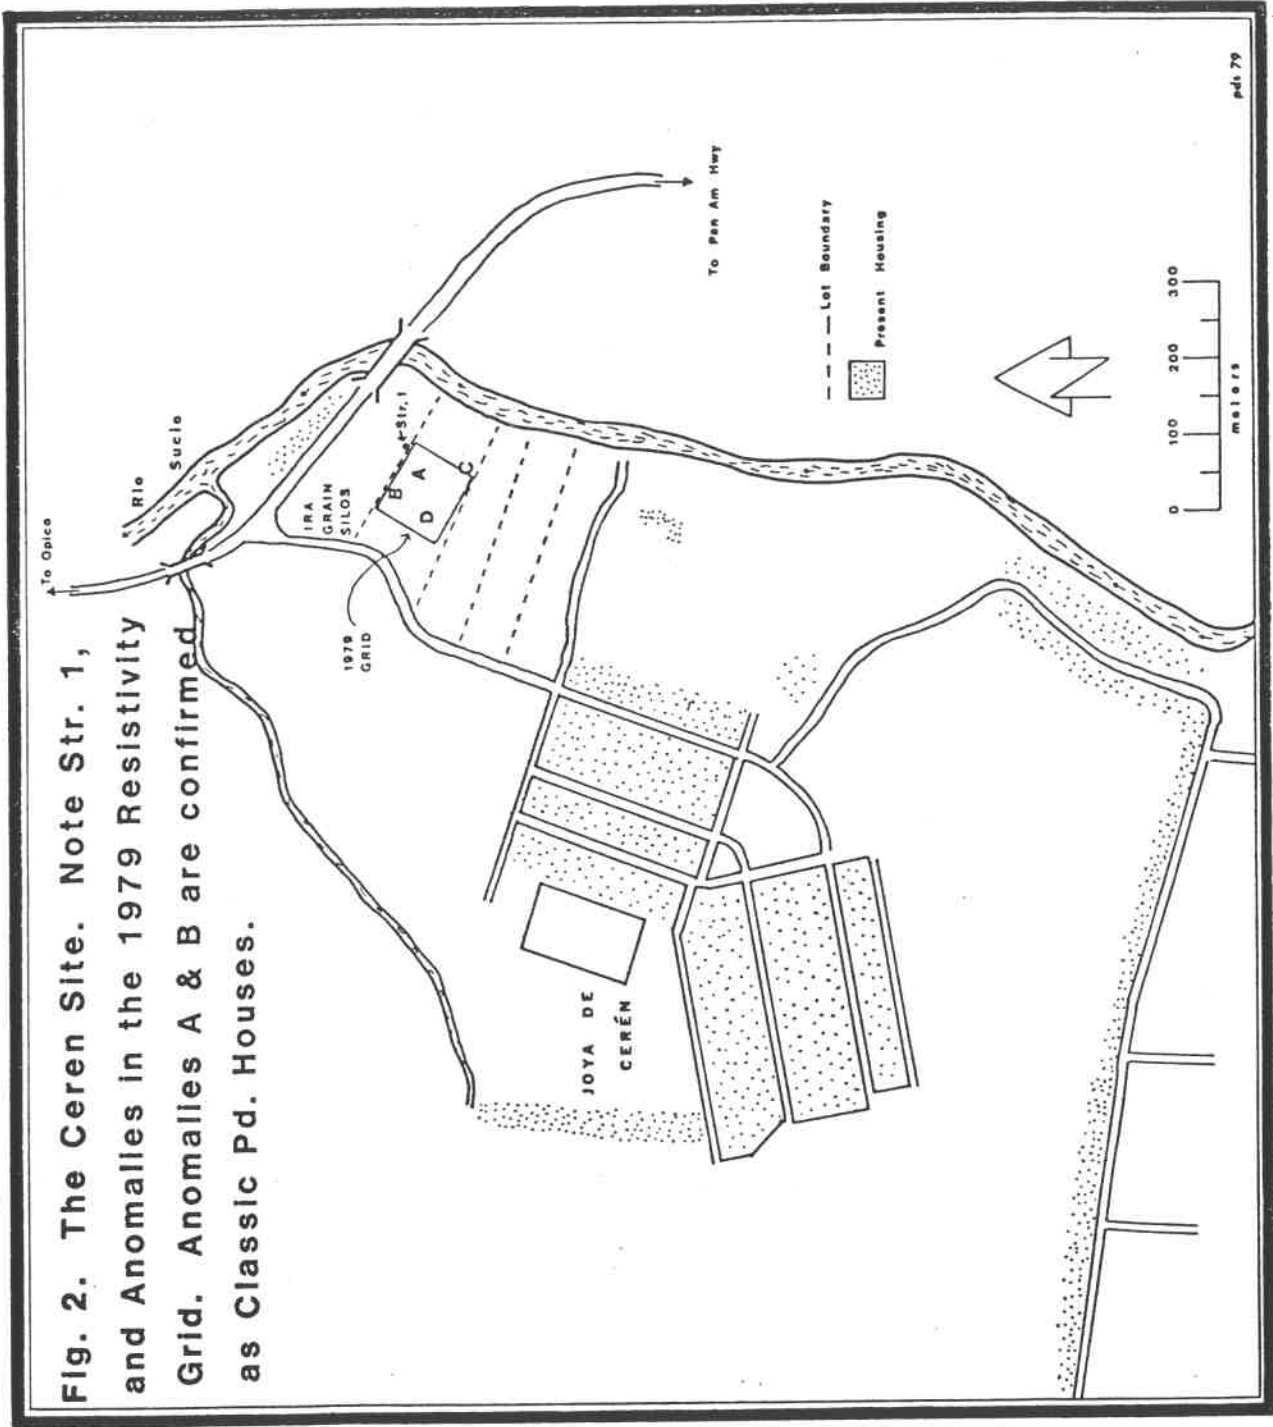 Fig. 2. The Ceren Site. Note Str. 1,
and Anomalies in the 1979 Resistivity
Grid. Anomalies A & B are confirmed
as Classic Pd. Houses.
To Opico
Rio
Sucio
IRA
GRAIN
SILOS
Str. 1
B
A
D
C
1979
GRID
To Pan Am Hwy
Lot Boundary
Present Housing
JOYA DE
CERÉN
N
0 100 200 300
meters
pds 79